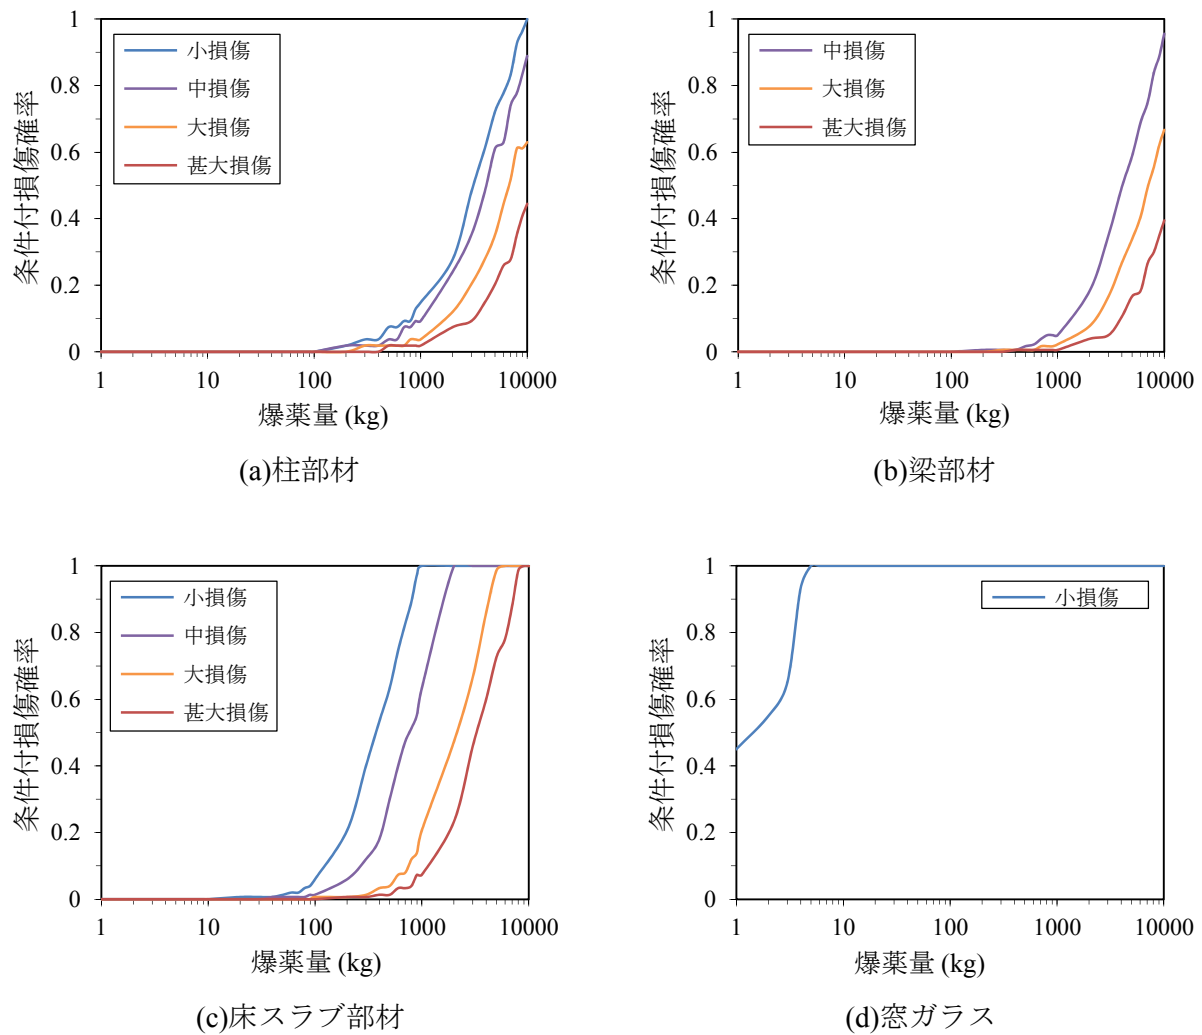 条件付損傷確率
1
0.8
0.6
0.4
0.2
0
小損傷
中損傷
大損傷
甚大損傷
1
10
100
1000
10000
爆薬量 (kg)
(a)柱部材
条件付損傷確率
1
0.8
0.6
0.4
0.2
0
中損傷
大損傷
甚大損傷
1
10
100
1000
10000
爆薬量 (kg)
(b)梁部材
条件付損傷確率
1
0.8
0.6
0.4
0.2
0
小損傷
中損傷
大損傷
甚大損傷
1
10
100
1000
10000
爆薬量 (kg)
(c)床スラブ部材
条件付損傷確率
1
0.8
0.6
0.4
0.2
0
小損傷
1
10
100
1000
10000
爆薬量 (kg)
(d)窓ガラス